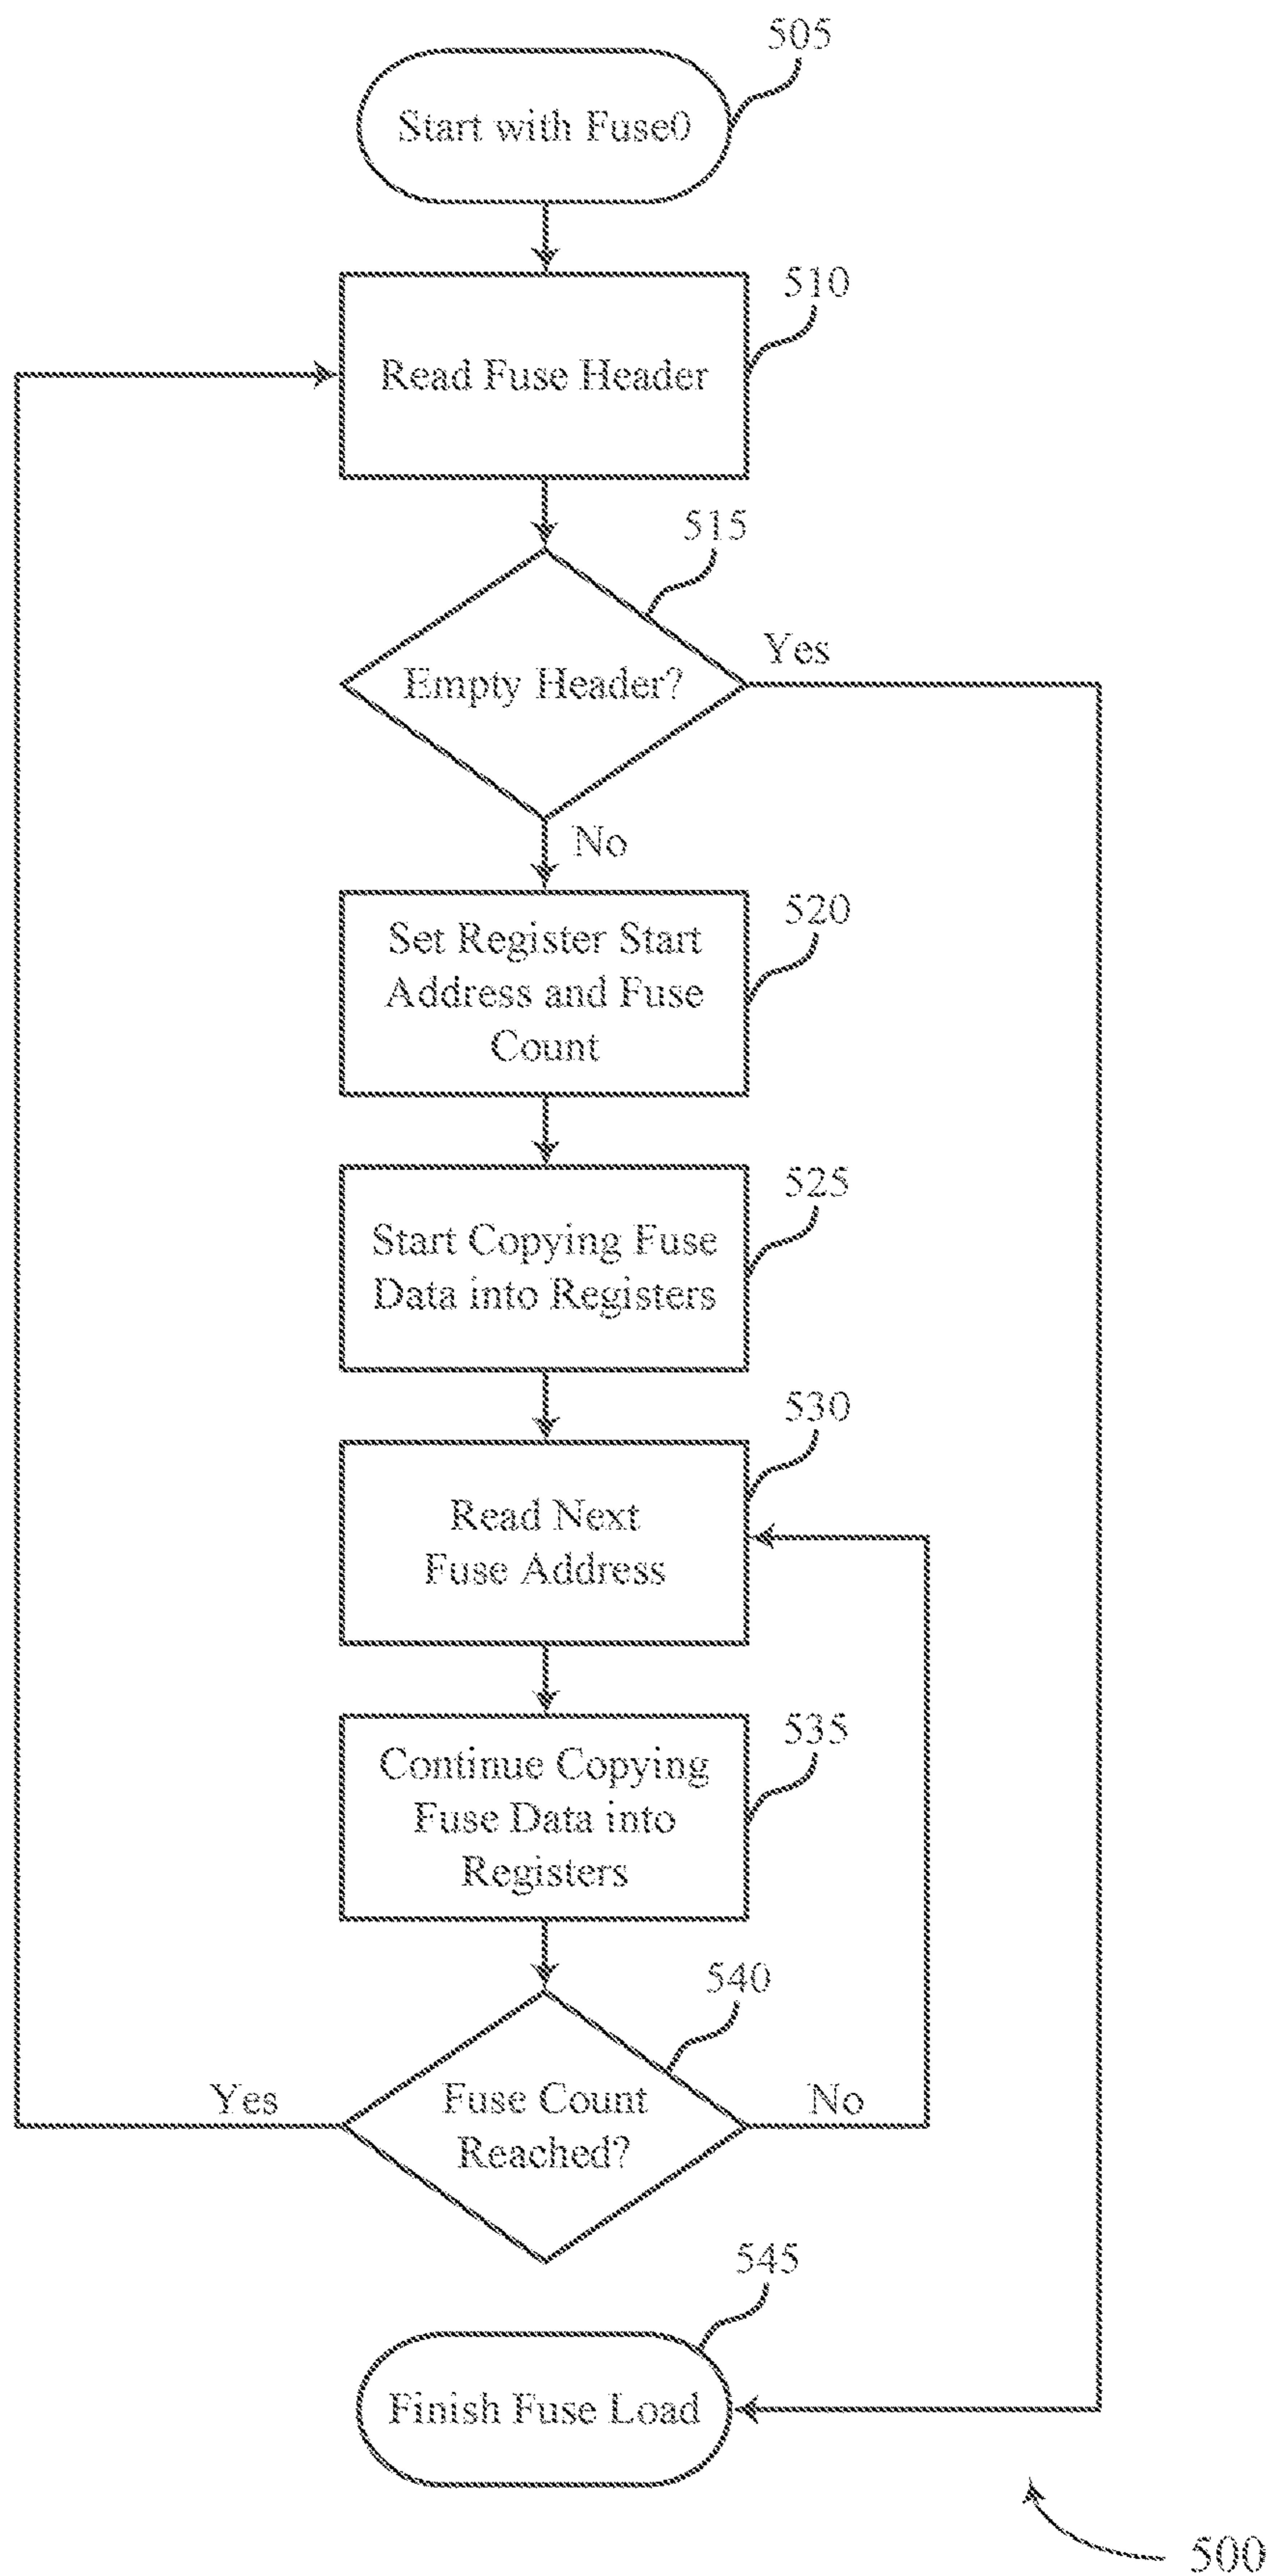 505
Start with Fuse0
510
Read Fuse Header
515
Empty Header?
Yes
No
520
Set Register Start
Address and Fuse
Count
525
Start Copying Fuse
Data into Registers
530
Read Next
Fuse Address
535
Continue Copying
Fuse Data into
Registers
540
Yes
Fuse Count
Reached?
No
545
Finish Fuse Load
500